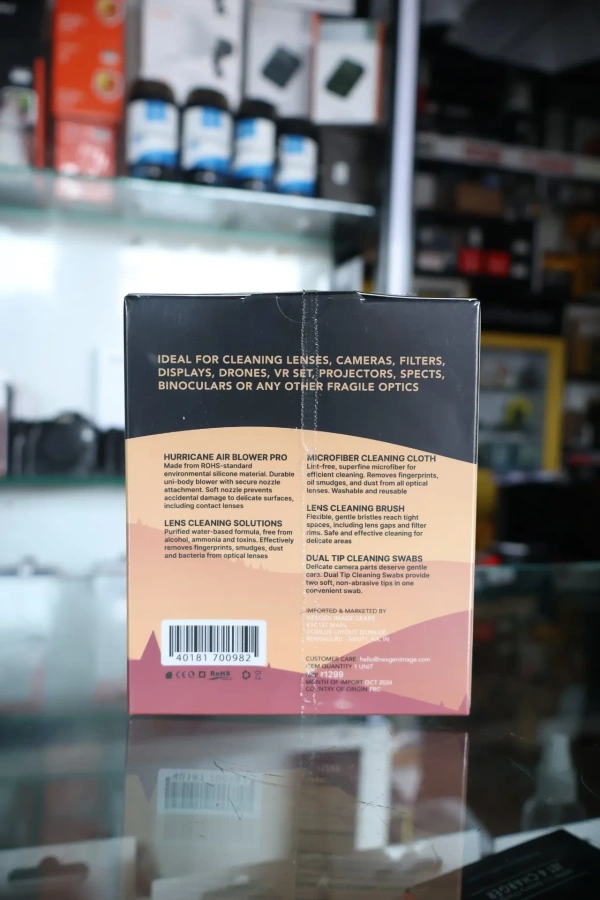 IDEAL FOR CLEANING LENSES, CAMERAS, FILTERS,
DISPLAYS, DRONES, VR SET, PROJECTORS, SPECTS,
BINOCULARS OR ANY OTHER FRAGILE OPTICS
HURRICANE AIR BLOWER PRO
Made from ROHS-standard
environmental silicone material. Durable
uni-body blower with secure nozzle
attachment. Soft nozzle prevents
accidental damage to delicate surfaces,
including contact lenses
LENS CLEANING SOLUTIONS
Purified water-based formula, free from
alcohol, ammonia and toxins. Effectively
removes fingerprints, smudges, dust
and bacteria from optical lenses
MICROFIBER CLEANING CLOTH
Lint-free, superfine microfiber for
efficient cleaning. Removes fingerprints,
oil smudges, and dust from all optical
lenses. Washable and reusable
LENS CLEANING BRUSH
Flexible, gentle bristles reach tight
spaces, including lens gaps and filter
rims. Safe and effective cleaning for
delicate areas
DUAL TIP CLEANING SWABS
Delicate camera parts deserve gentle
care. Dual Tip Cleaning Swabs provide
two soft, non-abrasive tips in one
convenient swab.
IMPORTED & MARKETED BY
CUSTOMER CARE hello@nexgenimage.com
ITEM QUANTITY 1 UNIT
₹1299
MONTH OF IMPORT OCT 2024
COUNTRY OF ORIGIN PRC
40181 700982
CE RoHS